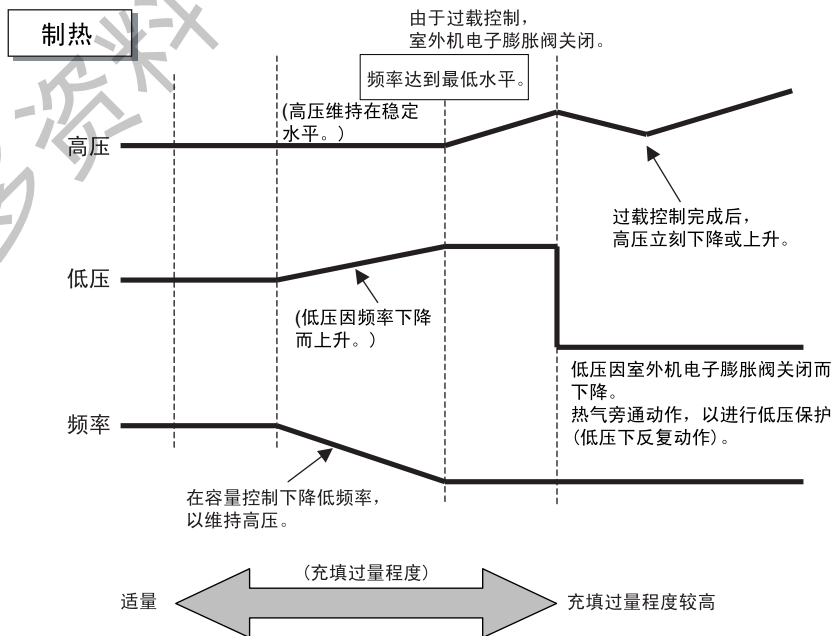 制热
由于过载控制，
室外机电子膨胀阀关闭。
频率达到最低水平。
(高压维持在稳定
水平。)
高压
过载控制完成后，
高压立刻下降或上升。
低压
(低压因频率下降
而上升。)
低压因室外机电子膨胀阀关闭而
下降。
热气旁通动作，以进行低压保护
(低压下反复动作)。
频率
在容量控制下降低频率，
以维持高压。
(充填过量程度)
适量
充填过量程度较高
多资料